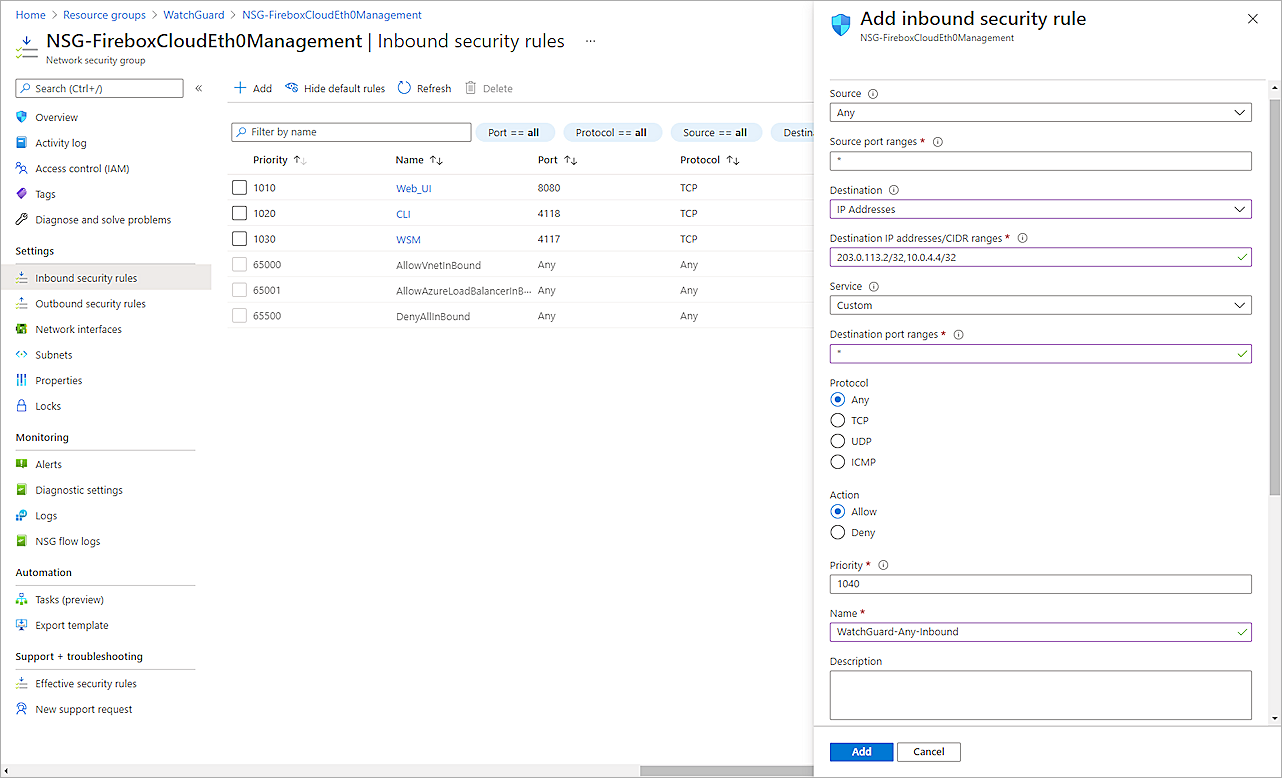 Home > Resource groups > WatchGuard > NSG-FireboxCloudEth0Management
NSG-FireboxCloudEth0Management | Inbound security rules ...
Network security group
Search (Ctrl+/) «
Overview
Activity log
Access control (IAM)
Tags
Diagnose and solve problems
Settings
Inbound security rules
Outbound security rules
Network interfaces
Subnets
Properties
Locks
Monitoring
Alerts
Diagnostic settings
Logs
NSG flow logs
Automation
Tasks (preview)
Export template
Support + troubleshooting
Effective security rules
New support request
+ Add Hide default rules Refresh Delete
Filter by name Port == all Protocol == all Source == all Destin
Priority ↑↓ Name ↑↓ Port ↑↓ Protocol ↑↓
1010 Web_UI 8080 TCP
1020 CLI 4118 TCP
1030 WSM 4117 TCP
65000 AllowVnetInBound Any Any
65001 AllowAzureLoadBalancerInB... Any Any
65500 DenyAllInBound Any Any
Add inbound security rule
NSG-FireboxCloudEth0Management
Source
Any
Source port ranges *
*
Destination
IP Addresses
Destination IP addresses/CIDR ranges *
203.0.113.2/32,10.0.4.4/32
Service
Custom
Destination port ranges *
*
Protocol
Any
TCP
UDP
ICMP
Action
Allow
Deny
Priority *
1040
Name *
WatchGuard-Any-Inbound
Description
Add Cancel